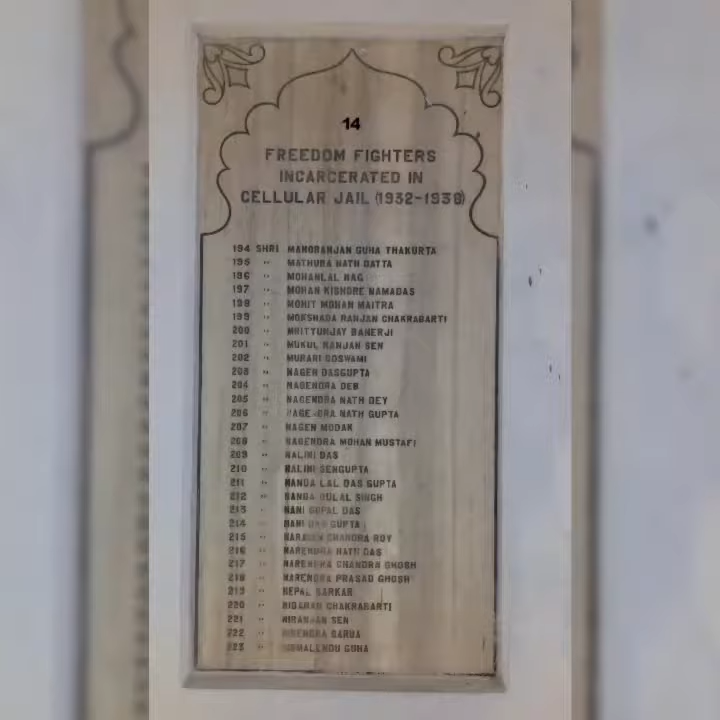 14
FREEDOM FIGHTERS
INCARCERATED IN
CELLULAR JAIL (1932-1938)
194 SHRI MANORANJAN GUHA THAKURTA
195 " MATHURA NATH DATTA
196 " MOHANLAL NAG
197 " MOHAN KISHORE NAMADAS
198 " MOHIT MOHAN MAITRA
199 " MOKSHADA RANJAN CHAKRABARTI
200 " MRITTUNJAY BANERJI
201 " MUKUL RANJAN SEN
202 " MURARI GOSWAMI
203 " NAGEN DASGUPTA
204 " NAGENDRA DEB
205 " NAGENDRA NATH DEY
206 " NAGENDRA NATH GUPTA
207 " NAGEN MODAK
208 " NAGENDRA MOHAN MUSTAFI
209 " NALINI DAS
210 " NALINI SENGUPTA
211 " NANDA LAL DAS GUPTA
212 " NANDA DULAL SINGH
213 " NANI GOPAL DAS
214 " NANI DAS GUPTA
215 " NARAYAN CHANDRA ROY
216 " NARENDRA NATH DAS
217 " NARENDRA CHANDRA GHOSH
218 " NARENDRA PRASAD GHOSH
219 " NEPAL SARKAR
220 " CHAKRABARTI
221 " NIRANJAN SEN
222 " BARUA
223 " NIRMALENDU GUHA